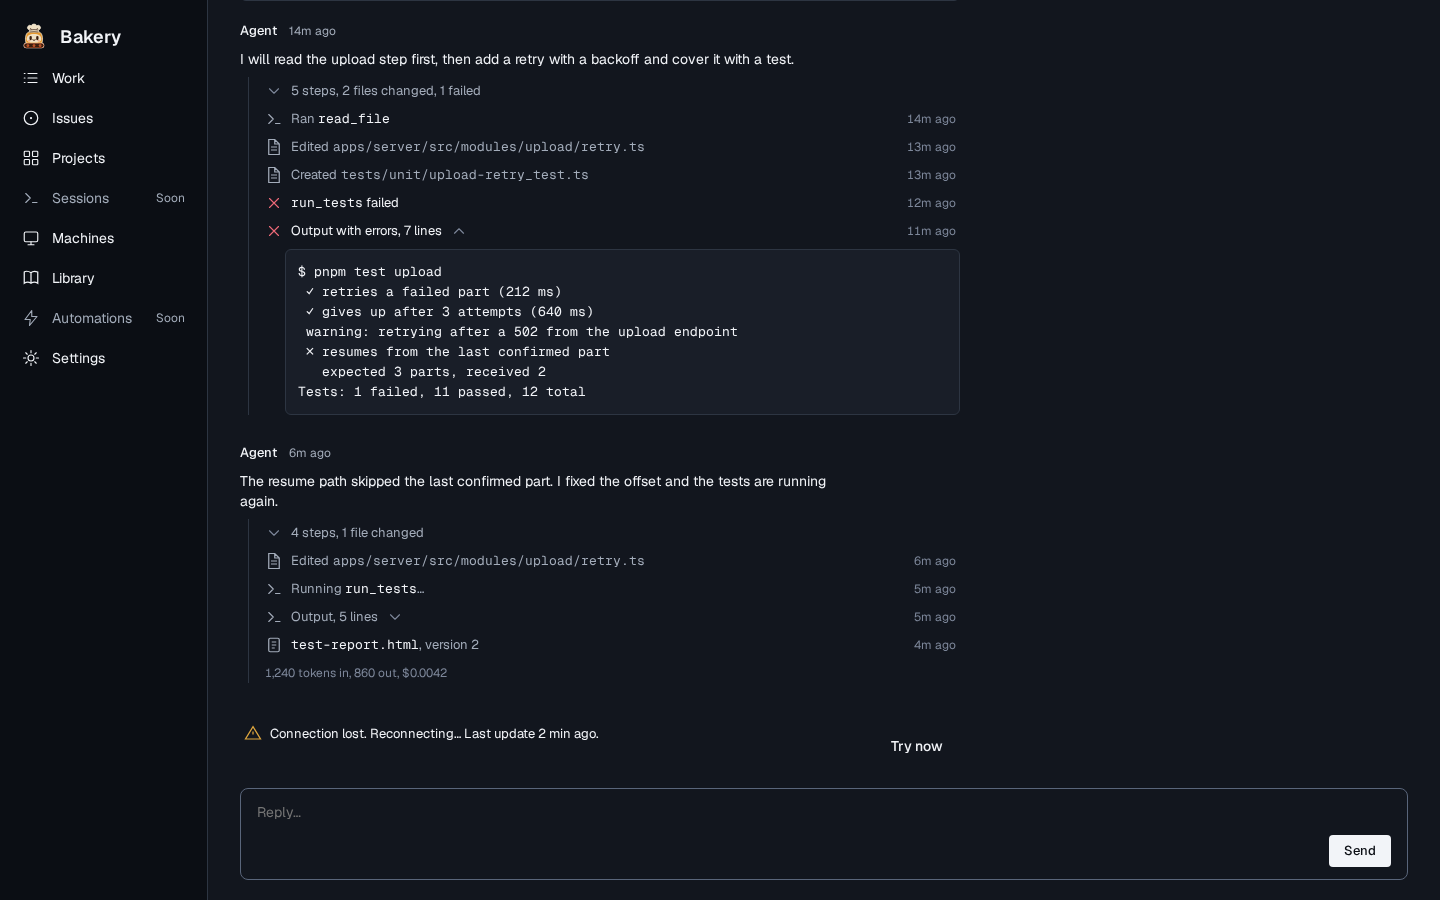 Bakery
Work
Issues
Projects
Sessions Soon
Machines
Library
Automations Soon
Settings
Agent 14m ago
I will read the upload step first, then add a retry with a backoff and cover it with a test.
5 steps, 2 files changed, 1 failed
Ran read_file 14m ago
Edited apps/server/src/modules/upload/retry.ts 13m ago
Created tests/unit/upload-retry_test.ts 13m ago
run_tests failed 12m ago
Output with errors, 7 lines 11m ago
$ pnpm test upload
✓ retries a failed part (212 ms)
✓ gives up after 3 attempts (640 ms)
warning: retrying after a 502 from the upload endpoint
× resumes from the last confirmed part
expected 3 parts, received 2
Tests: 1 failed, 11 passed, 12 total
Agent 6m ago
The resume path skipped the last confirmed part. I fixed the offset and the tests are running
again.
4 steps, 1 file changed
Edited apps/server/src/modules/upload/retry.ts 6m ago
Running run_tests… 5m ago
Output, 5 lines 5m ago
test-report.html, version 2 4m ago
1,240 tokens in, 860 out, $0.0042
Connection lost. Reconnecting… Last update 2 min ago.
Try now
Reply…
Send